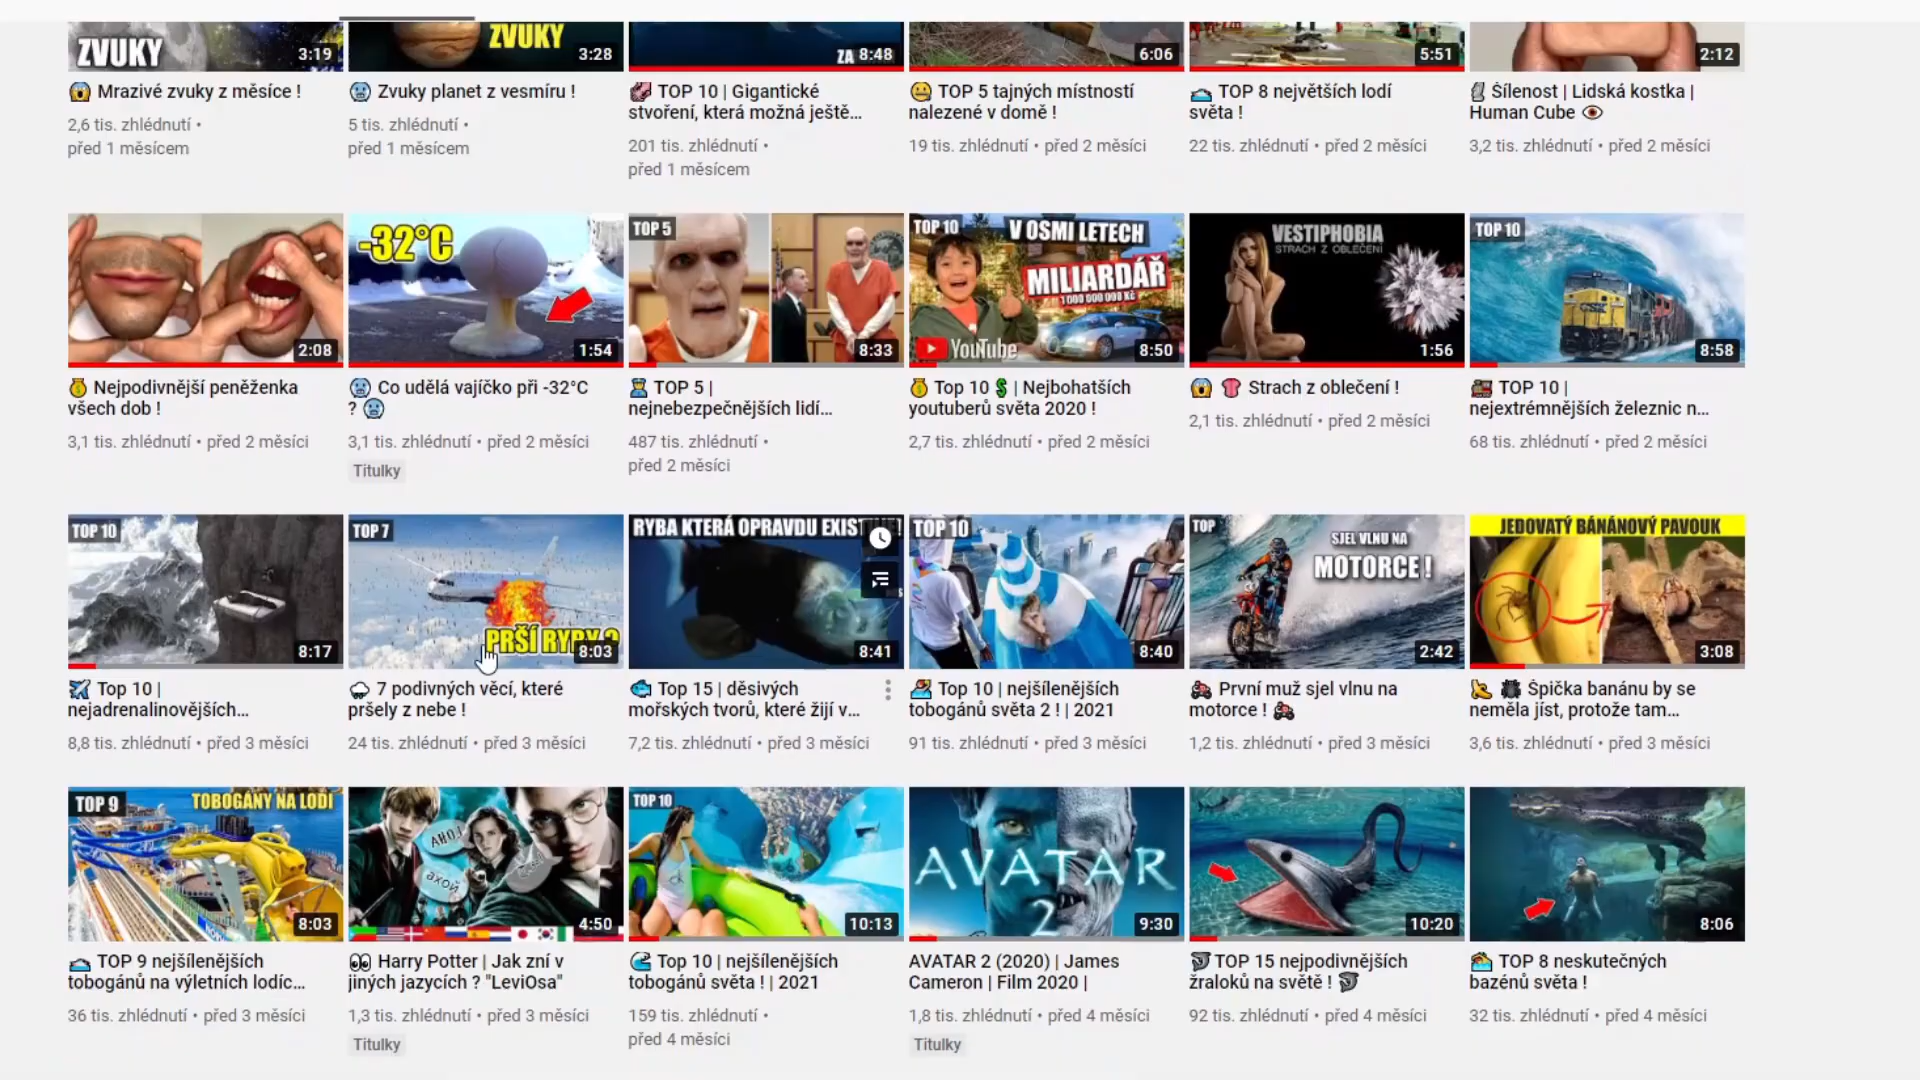 ZVUKY
3:19
ZVUKY
3:28
ZA 8:48
6:06
5:51
2:12
Mrazivé zvuky z měsíce !
2,6 tis. zhlédnutí •
před 1 měsícem
Zvuky planet z vesmíru !
5 tis. zhlédnutí •
před 1 měsícem
TOP 10 | Gigantické
stvoření, která možná ještě...
201 tis. zhlédnutí •
před 1 měsícem
TOP 5 tajných místností
nalezené v domě !
19 tis. zhlédnutí • před 2 měsíci
TOP 8 největších lodí
světa !
22 tis. zhlédnutí • před 2 měsíci
Šílenost | Lidská kostka |
Human Cube
3,2 tis. zhlédnutí • před 2 měsíci
2:08
Nejpodivnější peněženka
všech dob !
3,1 tis. zhlédnutí • před 2 měsíci
-32°C
1:54
Co udělá vajíčko při -32°C
?
3,1 tis. zhlédnutí • před 2 měsíci
Titulky
TOP 5
8:33
TOP 5 |
nejnebezpečnějších lidí...
487 tis. zhlédnutí •
před 2 měsíci
TOP 10
V OSMI LETECH
MILIARDÁŘ
1 000 000 000 Kč
YouTube
8:50
Top 10 | Nejbohatších
youtuberů světa 2020 !
2,7 tis. zhlédnutí • před 2 měsíci
VESTIPHOBIA
STRACH Z OBLEČENÍ
1:56
Strach z oblečení !
2,1 tis. zhlédnutí • před 2 měsíci
TOP 10
CSX
8:58
TOP 10 |
nejextrémnějších železnic n...
68 tis. zhlédnutí • před 2 měsíci
TOP 10
8:17
Top 10 |
nejadrenalinovějších...
8,8 tis. zhlédnutí • před 3 měsíci
TOP 7
PRŠÍ RYBY?
8:03
7 podivných věcí, které
pršely z nebe !
24 tis. zhlédnutí • před 3 měsíci
RYBA KTERÁ OPRAVDU
8:41
Top 15 | děsivých
mořských tvorů, které žijí v...
7,2 tis. zhlédnutí • před 3 měsíci
TOP 10
8:40
Top 10 | nejšílenějších
tobogánů světa 2 ! | 2021
91 tis. zhlédnutí • před 3 měsíci
TOP
SJEL VLNU NA
MOTORCE !
2:42
První muž sjel vlnu na
motorce !
1,2 tis. zhlédnutí • před 3 měsíci
JEDOVATÝ BÁNÁNOVÝ PAVOUK
3:08
Špička banánu by se
neměla jíst, protože tam...
3,6 tis. zhlédnutí • před 3 měsíci
TOP 9
TOBOGÁNY NA LODI
8:03
TOP 9 nejšílenějších
tobogánů na výletních lodíc...
36 tis. zhlédnutí • před 3 měsíci
AHOJ
ахой
4:50
Harry Potter | Jak zní v
jiných jazycích ? "LeviOsa"
1,3 tis. zhlédnutí • před 3 měsíci
Titulky
TOP 10
10:13
Top 10 | nejšílenějších
tobogánů světa ! | 2021
159 tis. zhlédnutí •
před 4 měsíci
AVATAR
2
9:30
AVATAR 2 (2020) | James
Cameron | Film 2020 |
1,8 tis. zhlédnutí • před 4 měsíci
Titulky
10:20
TOP 15 nejpodivnějších
žraloků na světě !
92 tis. zhlédnutí • před 4 měsíci
8:06
TOP 8 neskutečných
bazénů světa !
32 tis. zhlédnutí • před 4 měsíci